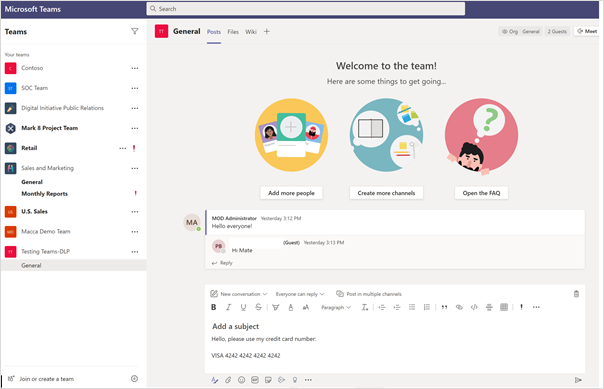 Microsoft Teams
Search
Teams
Your teams
C Contoso
ST SOC Team
Digital Initiative Public Relations
Mark 8 Project Team
Retail
Sales and Marketing
General
Monthly Reports
U.S. Sales
Macca Demo Team
TT Testing Teams-DLP
General
Join or create a team
TT General Posts Files Wiki
Org General 2 Guests Meet
Welcome to the team!
Here are some things to get going...
Add more people Create more channels Open the FAQ
MA MOD Administrator Yesterday 3:12 PM
Hello everyone!
PB (Guest) Yesterday 3:13 PM
Hi Mate
Reply
New conversation Everyone can reply Post in multiple channels
B I U S A aA Paragraph
Add a subject
Hello, please use my credit card number:
VISA 4242 4242 4242 4242